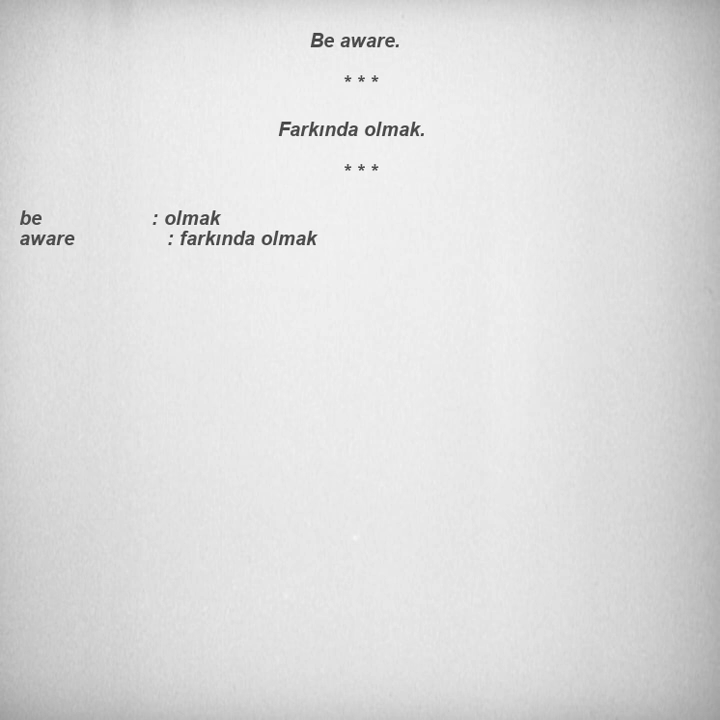 Be aware.
* * *
Farkında olmak.
* * *
be : olmak
aware : farkında olmak